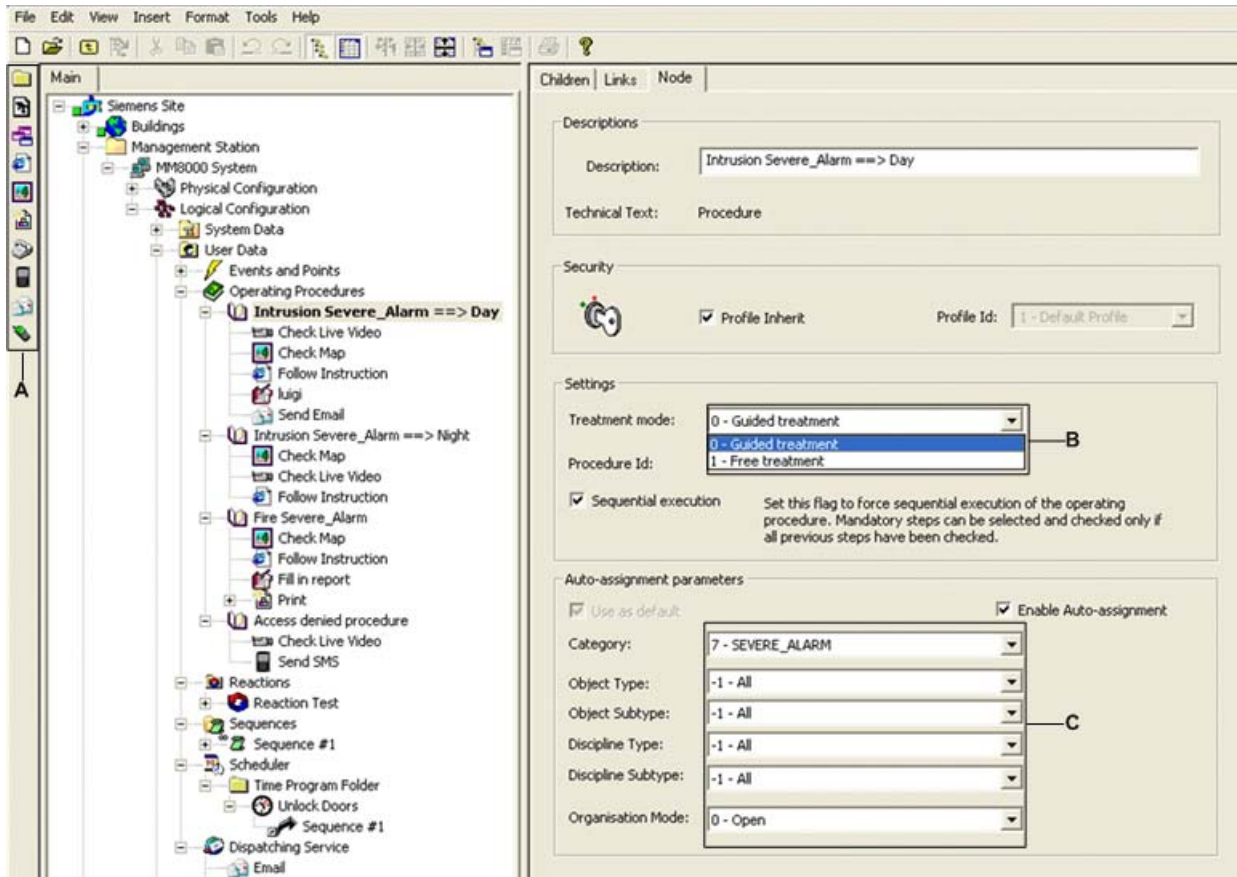 File Edit View Insert Format Tools Help
Main
Siemens Site
Buildings
Management Station
MM8000 System
Physical Configuration
Logical Configuration
System Data
User Data
Events and Points
Operating Procedures
Intrusion Severe_Alarm ==> Day
Check Live Video
Check Map
Follow Instruction
luigi
Send Email
Intrusion Severe_Alarm ==> Night
Check Map
Check Live Video
Follow Instruction
Fire Severe_Alarm
Check Map
Follow Instruction
Fill in report
Print
Access denied procedure
Check Live Video
Send SMS
Reactions
Reaction Test
Sequences
Sequence #1
Scheduler
Time Program Folder
Unlock Doors
Sequence #1
Dispatching Service
Email
A
Children Links Node
Descriptions
Description: Intrusion Severe_Alarm ==> Day
Technical Text: Procedure
Security
Profile Inherit Profile Id: 1 - Default Profile
Settings
Treatment mode: 0 - Guided treatment
0 - Guided treatment
B
Procedure Id: 1 - Free treatment
Sequential execution Set this flag to force sequential execution of the operating
procedure. Mandatory steps can be selected and checked only if
all previous steps have been checked.
Auto-assignment parameters
Use as default Enable Auto-assignment
Category: 7 - SEVERE_ALARM
Object Type: -1 - All
Object Subtype: -1 - All
C
Discipline Type: -1 - All
Discipline Subtype: -1 - All
Organisation Mode: 0 - Open